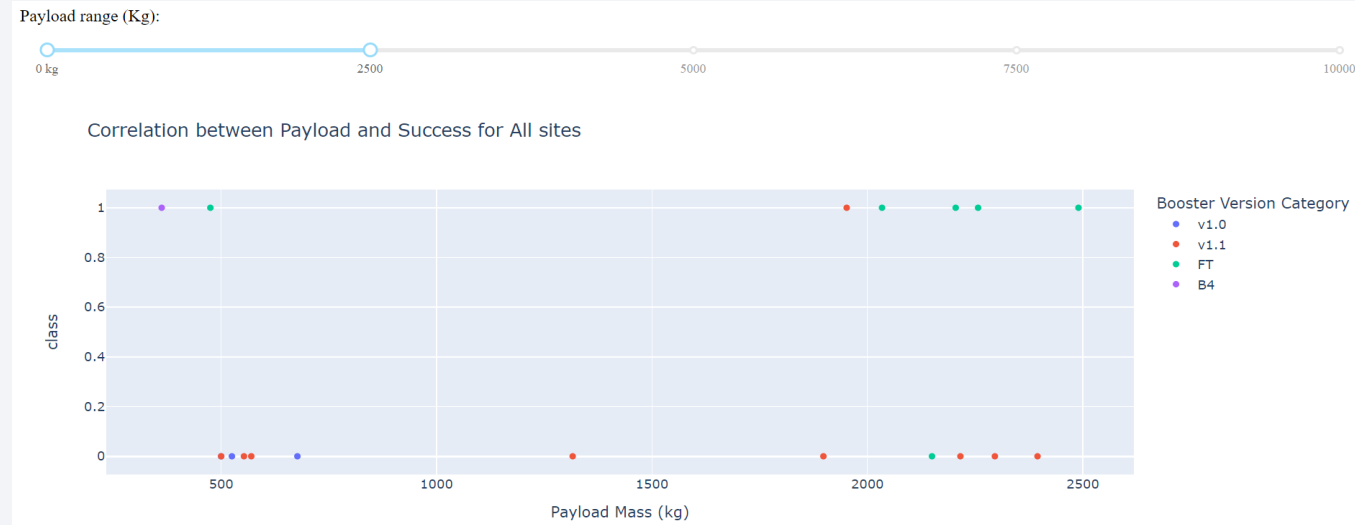 Payload range (Kg):
0 kg 2500 5000 7500 10000
Correlation between Payload and Success for All sites
Booster Version Category
v1.0
v1.1
FT
B4
1
0.8
0.6
0.4
0.2
0
class
500 1000 1500 2000 2500
Payload Mass (kg)